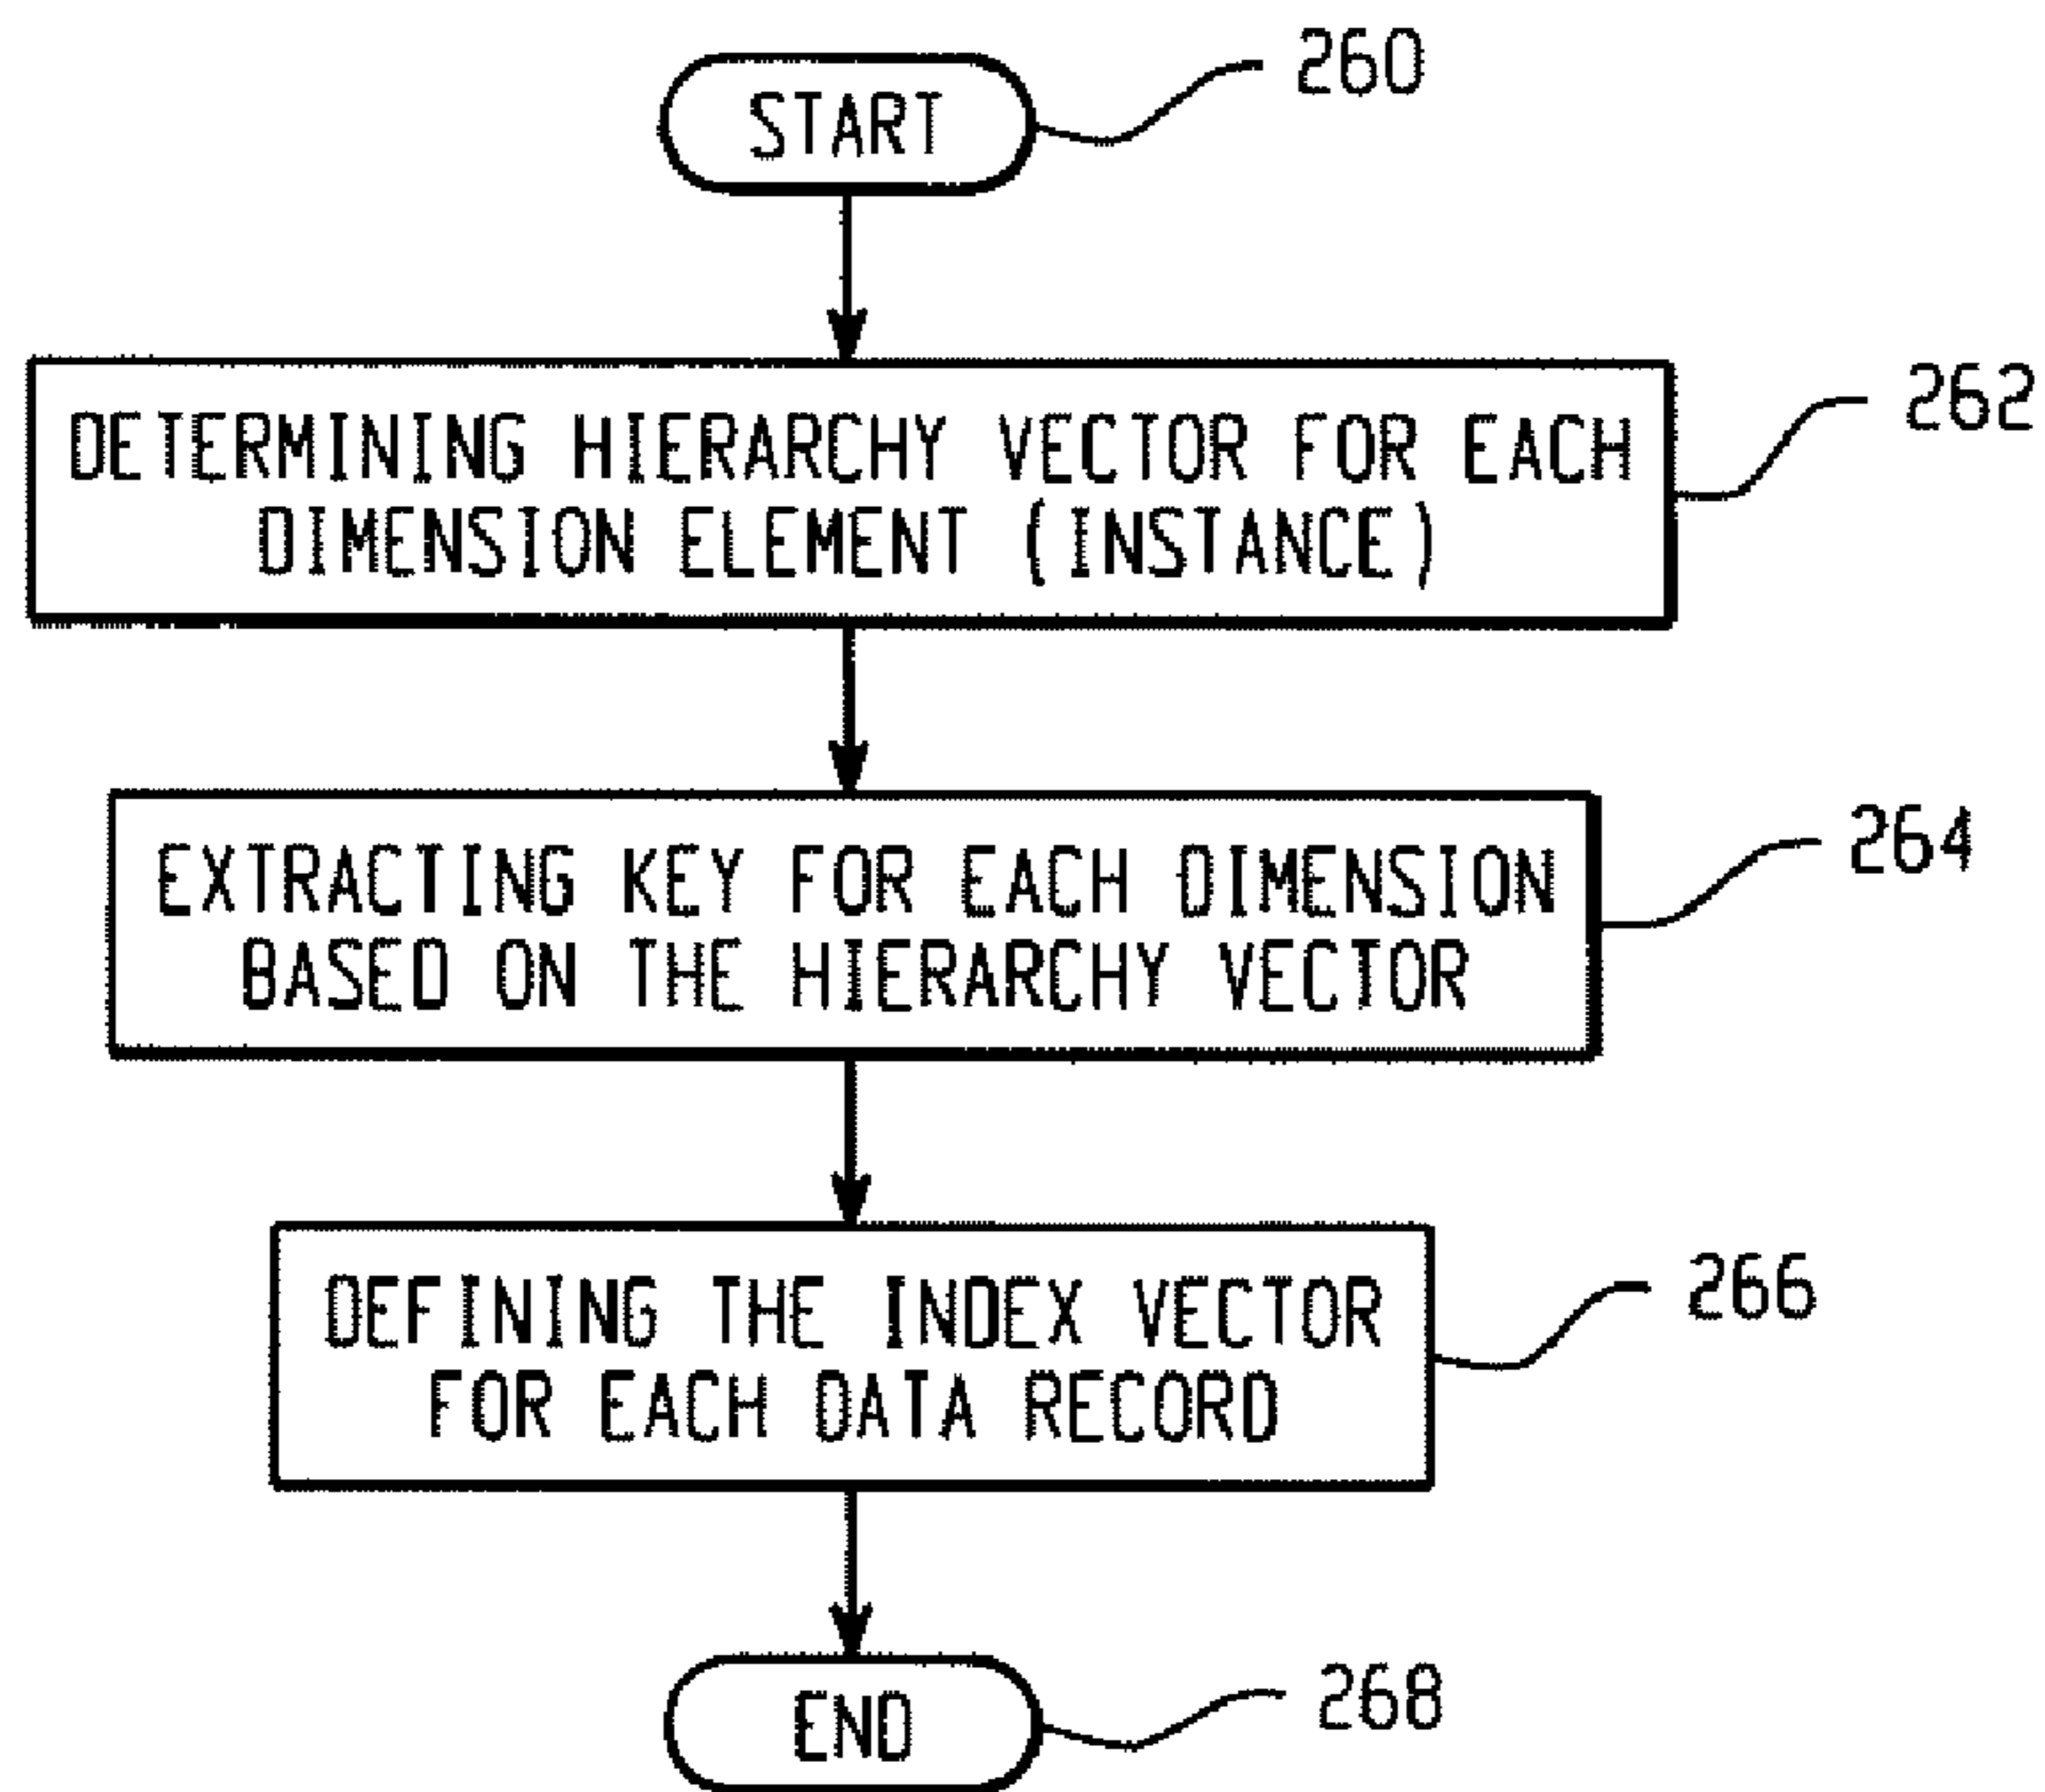 START
260
DETERMINING HIERARCHY VECTOR FOR EACH
DIMENSION ELEMENT (INSTANCE)
262
EXTRACTING KEY FOR EACH DIMENSION
BASED ON THE HIERARCHY VECTOR
264
DEFINING THE INDEX VECTOR
FOR EACH DATA RECORD
266
END
268